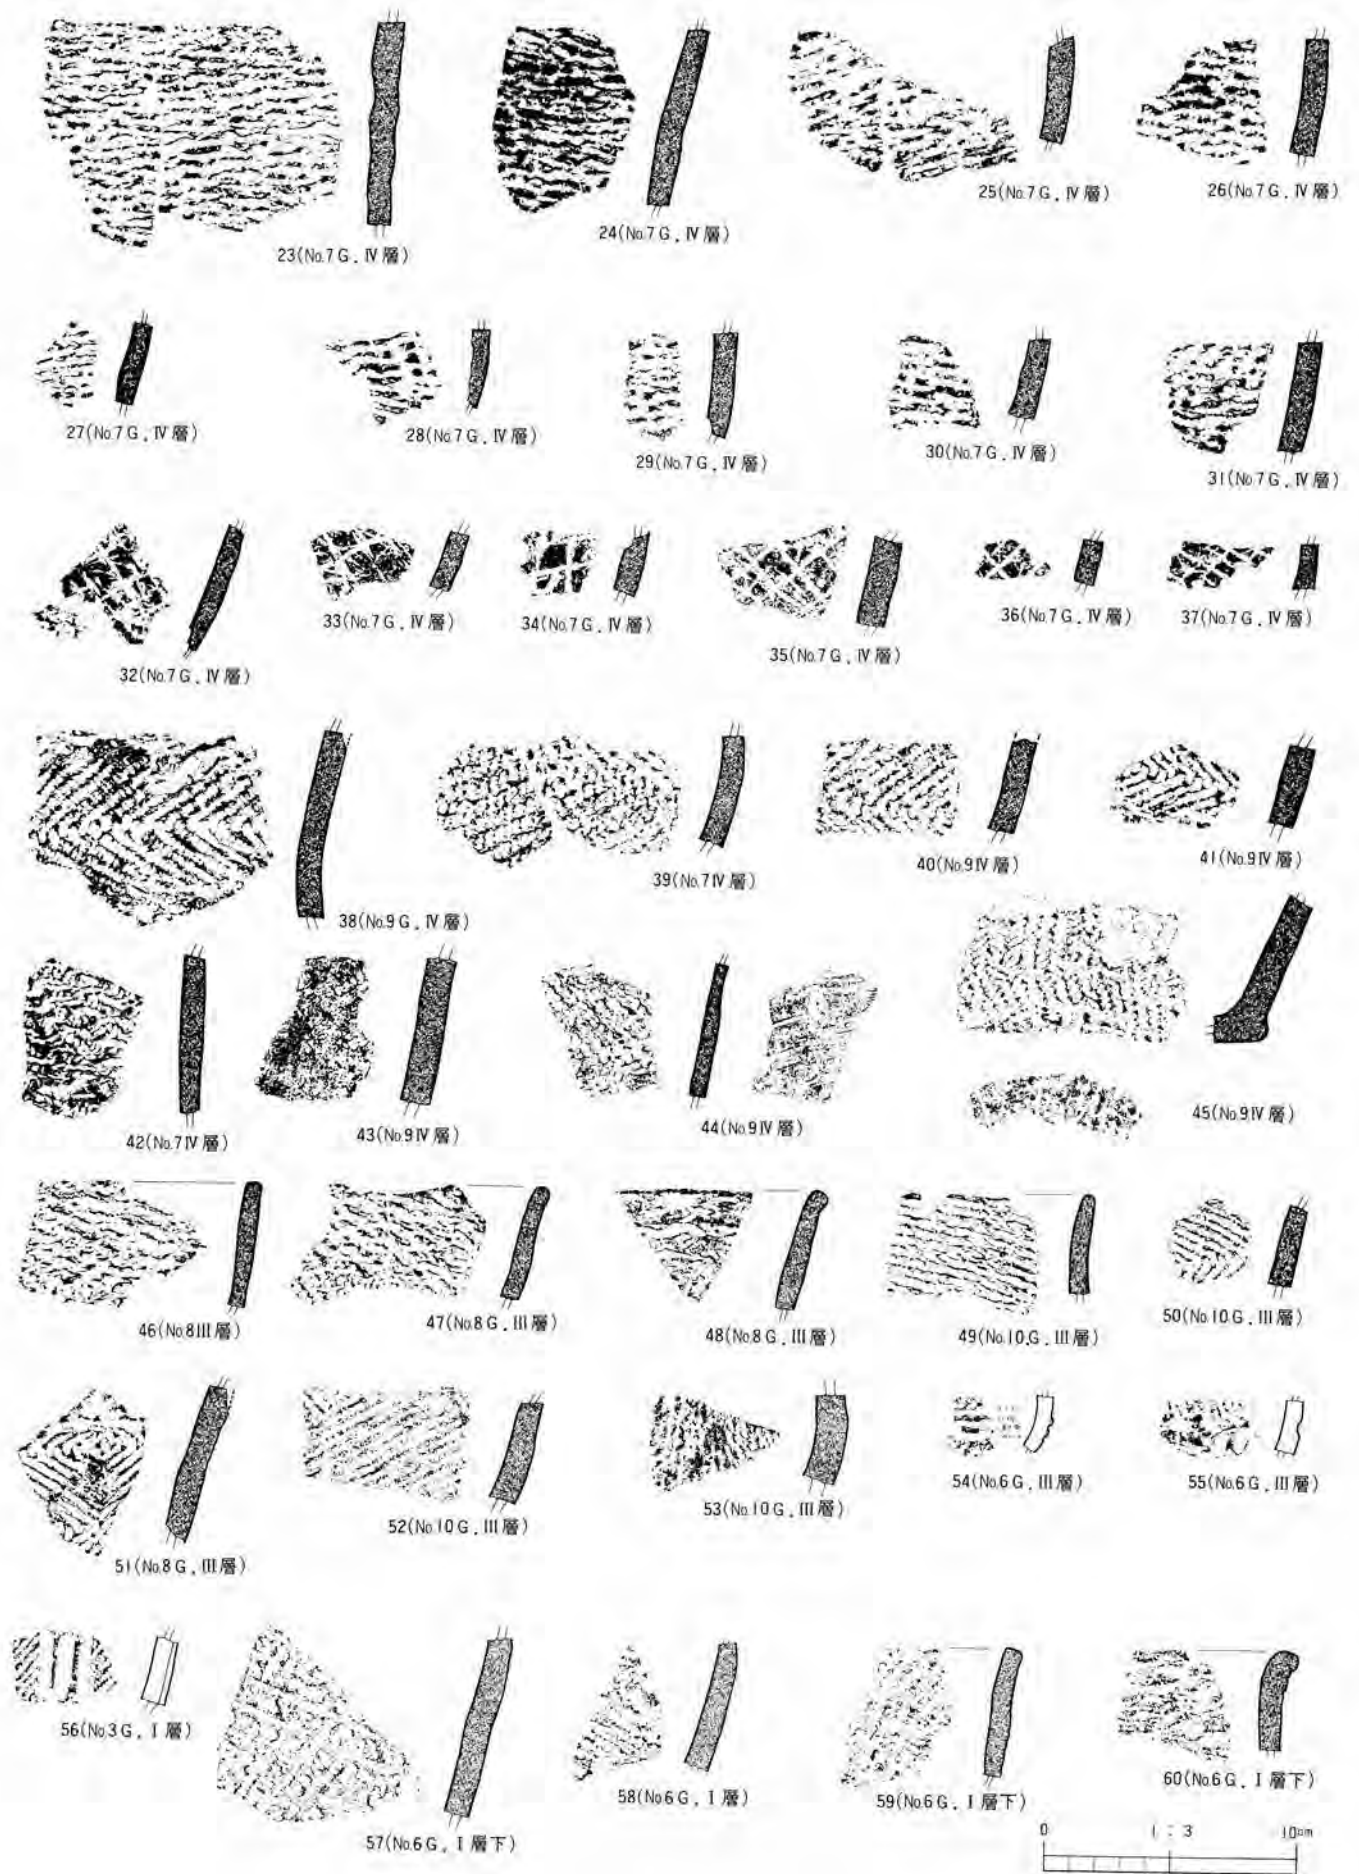 23(No.7G, IV層)
24(No.7G, IV層)
25(No.7G, IV層)
26(No.7G, IV層)
27(No.7G, IV層)
28(No.7G, IV層)
29(No.7G, IV層)
30(No.7G, IV層)
31(No.7G, IV層)
32(No.7G, IV層)
33(No.7G, IV層)
34(No.7G, IV層)
35(No.7G, IV層)
36(No.7G, IV層)
37(No.7G, IV層)
38(No.9G, IV層)
39(No.7IV層)
40(No.9IV層)
41(No.9IV層)
42(No.7IV層)
43(No.9IV層)
44(No.9IV層)
45(No.9IV層)
46(No.8III層)
47(No.8G, III層)
48(No.8G, III層)
49(No.10.G, III層)
50(No.10G, III層)
51(No.8G, III層)
52(No.10G, III層)
53(No.10G, III層)
54(No.6G, III層)
55(No.6G, III層)
56(No.3G, I層)
57(No.6G, I層下)
58(No.6G, I層)
59(No.6G, I層下)
60(No.6G, I層下)
0 1:3 10cm